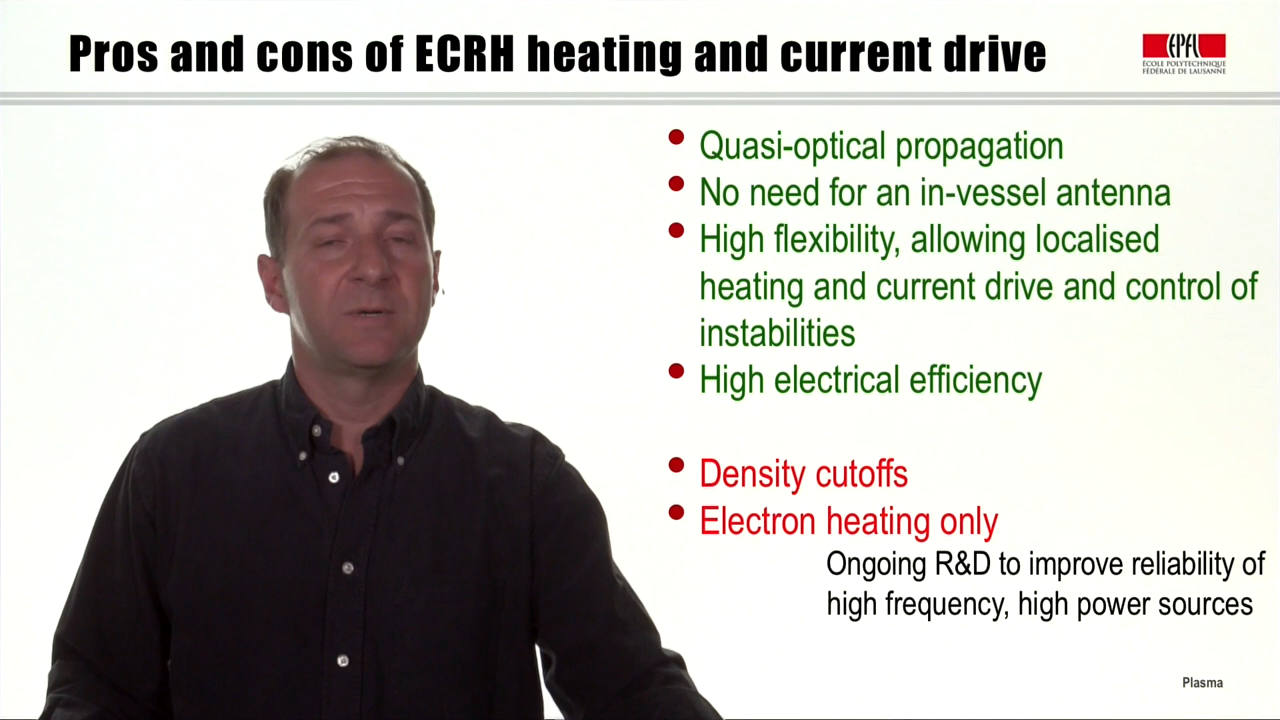 Pros and cons of ECRH heating and current drive
EPFL
ÉCOLE POLYTECHNIQUE
FÉDÉRALE DE LAUSANNE
Quasi-optical propagation
No need for an in-vessel antenna
High flexibility, allowing localised
heating and current drive and control of
instabilities
High electrical efficiency
Density cutoffs
Electron heating only
Ongoing R&D to improve reliability of
high frequency, high power sources
Plasma